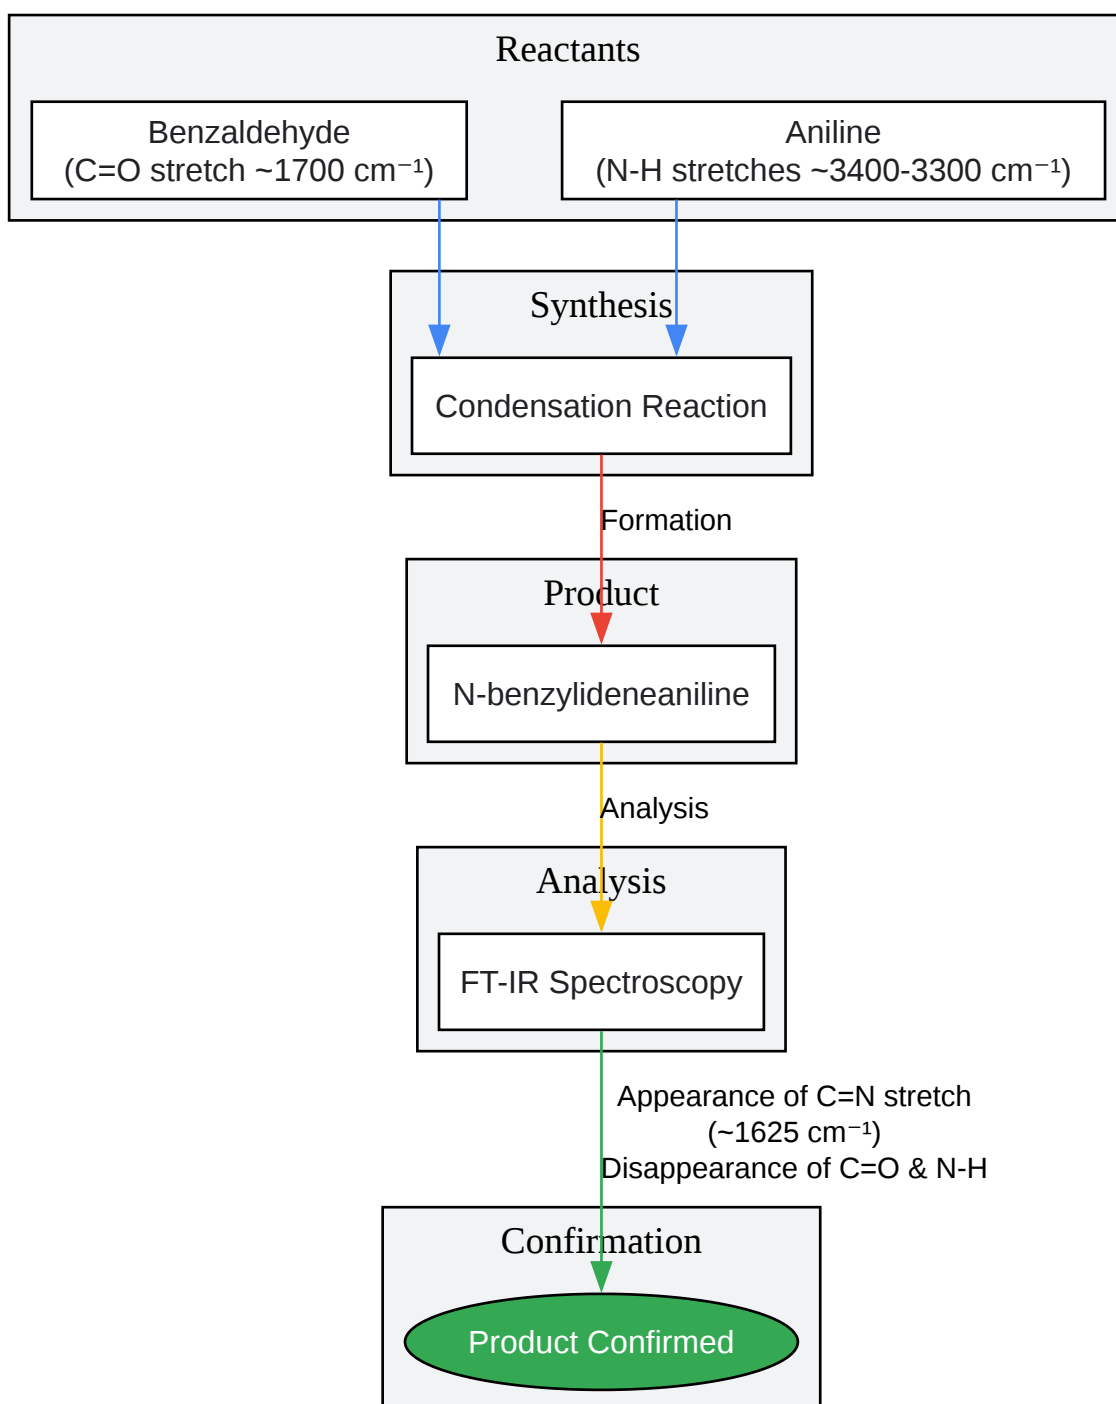 Reactants
Benzaldehyde
(C=O stretch ~1700 cm⁻¹)
Aniline
(N-H stretches ~3400-3300 cm⁻¹)
Synthesis
Condensation Reaction
Formation
Product
N-benzylideneaniline
Analysis
Analysis
FT-IR Spectroscopy
Appearance of C=N stretch
(~1625 cm⁻¹)
Disappearance of C=O & N-H
Confirmation
Product Confirmed